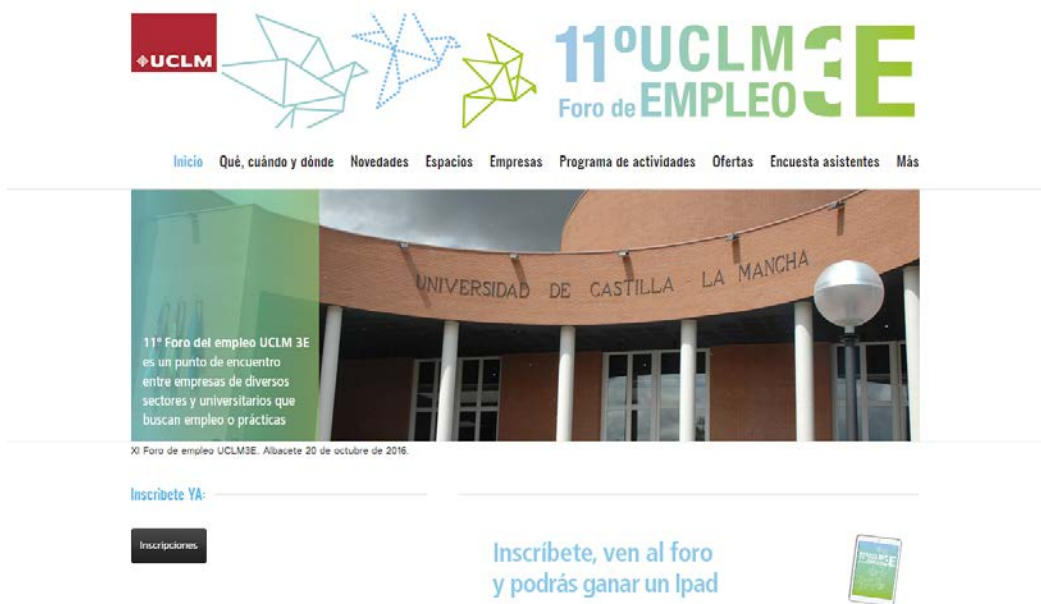 UCLM
11º UCLM 3E
Foro de EMPLEO
Inicio Qué, cuándo y dónde Novedades Espacios Empresas Programa de actividades Ofertas Encuesta asistentes Más
UNIVERSIDAD DE CASTILLA - LA MANCHA
11º Foro del empleo UCLM 3E
es un punto de encuentro
entre empresas de diversos
sectores y universitarios que
buscan empleo o prácticas
XI Foro de empleo UCLM3E. Albacete 20 de octubre de 2016.
Inscríbete YA:
Inscripciones
Inscríbete, ven al foro
y podrás ganar un Ipad